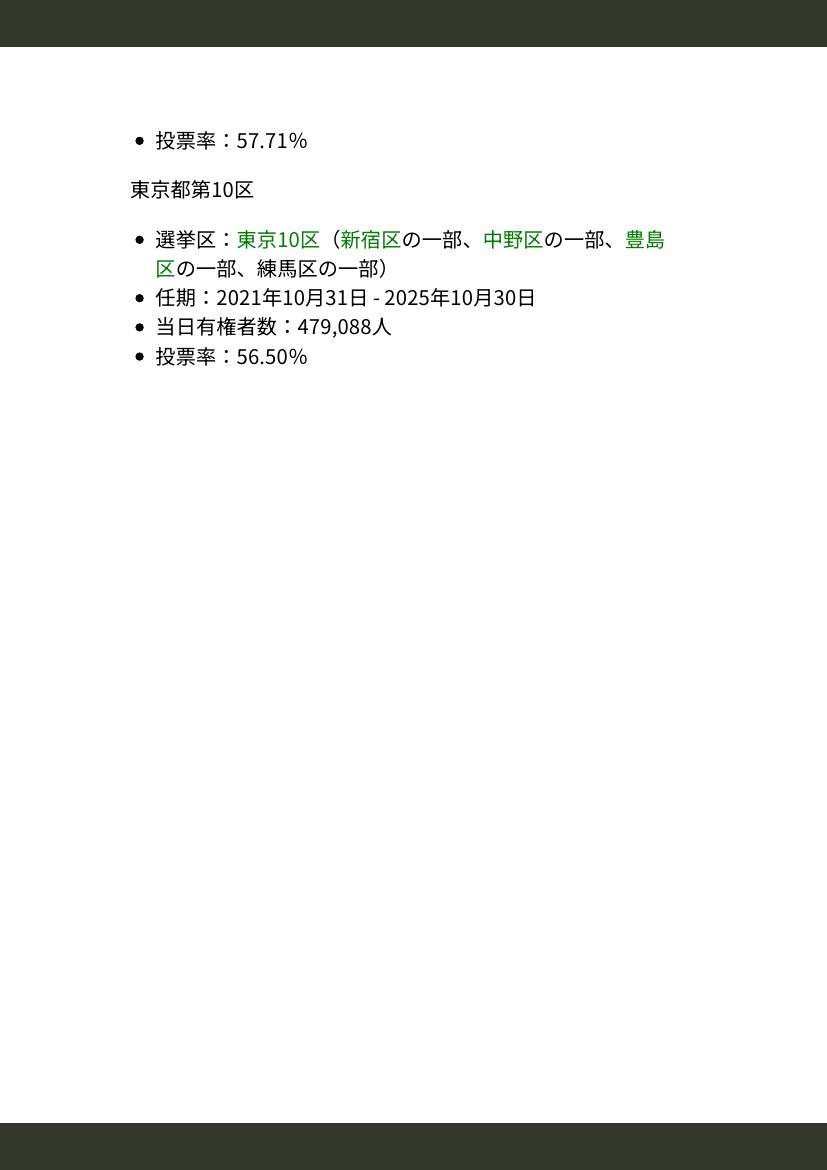 • 投票率：57.71%
東京都第10区
• 選挙区：東京10区（新宿区の一部、中野区の一部、豊島
区の一部、練馬区の一部）
• 任期：2021年10月31日 - 2025年10月30日
• 当日有権者数：479,088人
• 投票率：56.50%